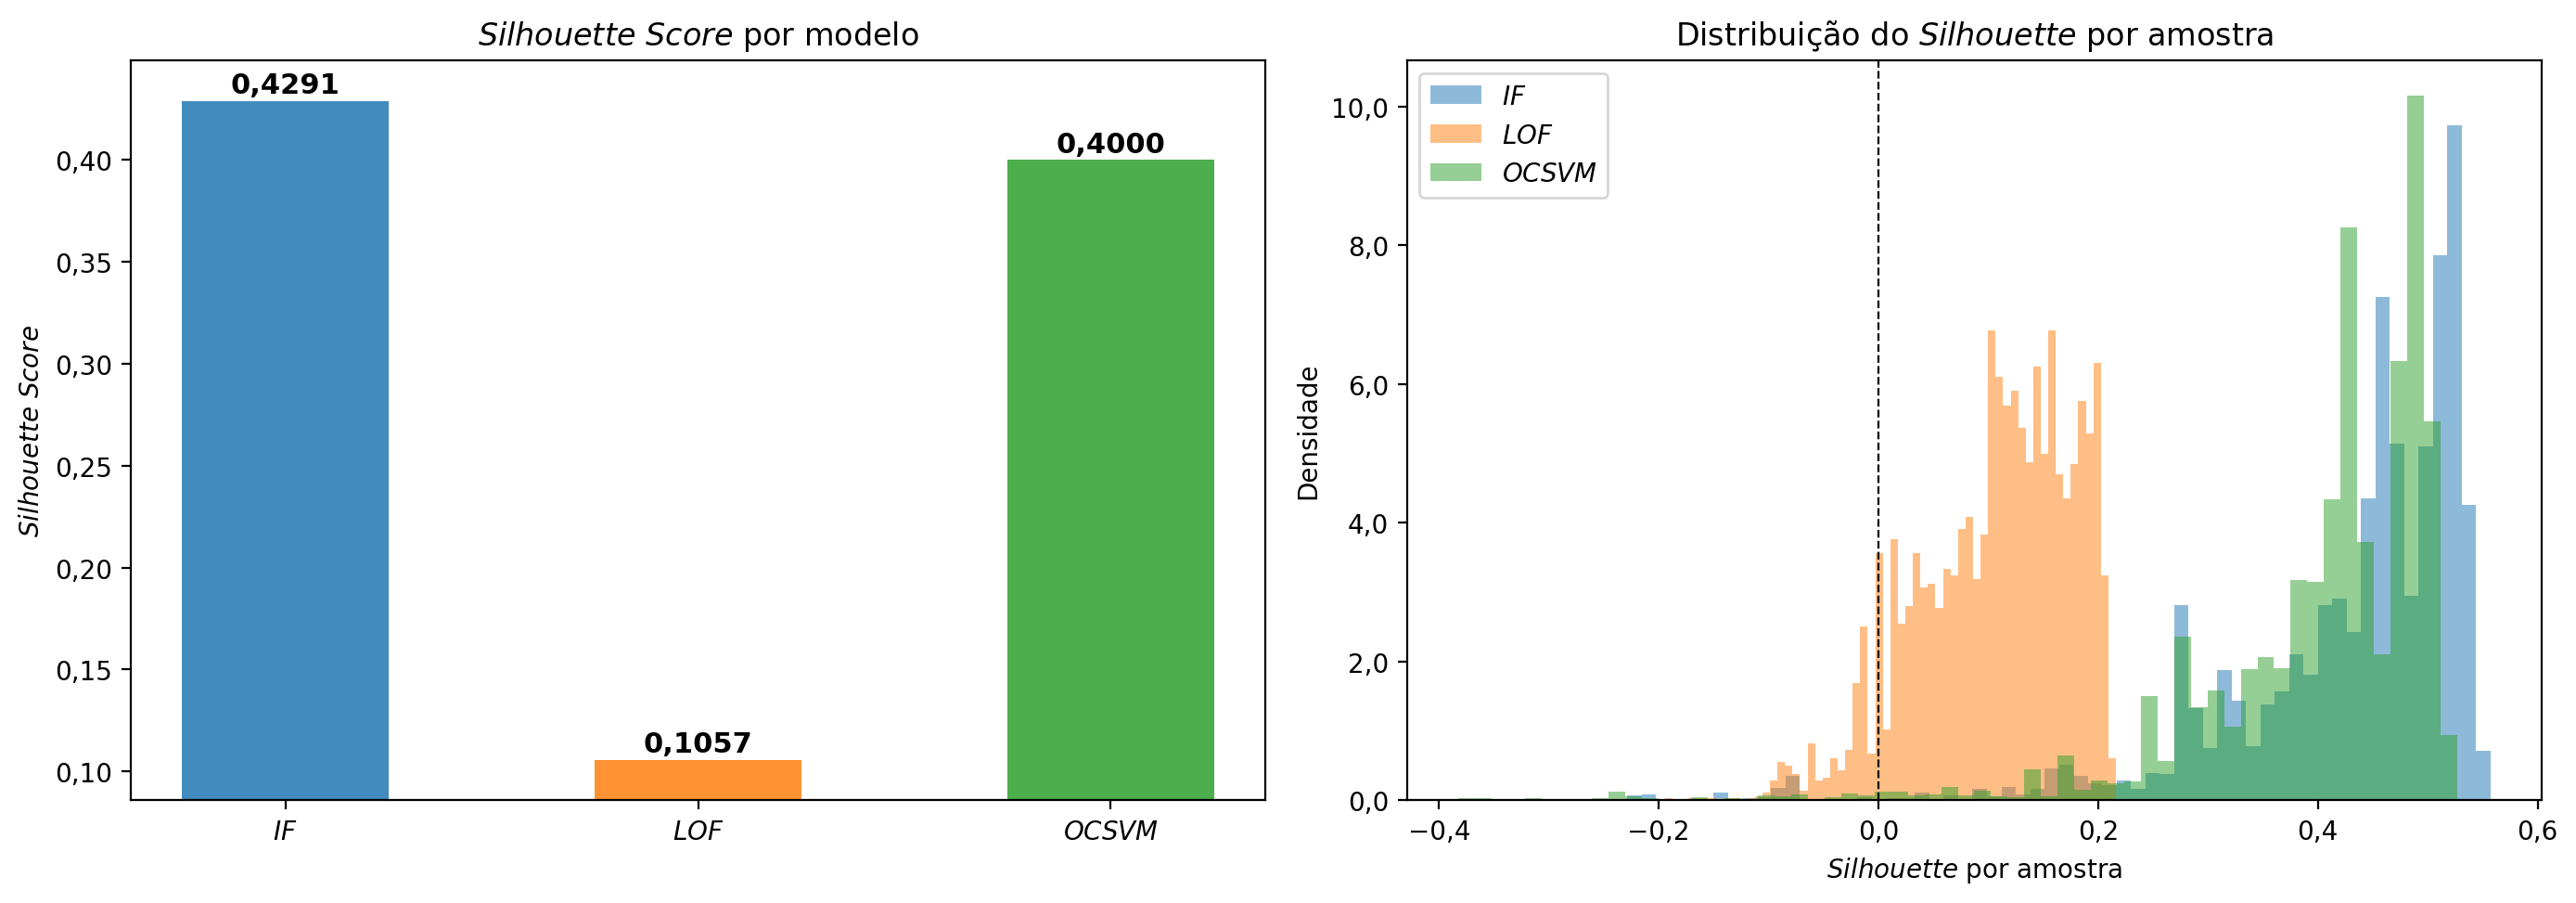 Silhouette Score por modelo
Silhouette Score
0,40
0,35
0,30
0,25
0,20
0,15
0,10
0,4291
0,1057
0,4000
IF
LOF
OCSVM
Distribuição do Silhouette por amostra
Densidade
10,0
8,0
6,0
4,0
2,0
0,0
IF
LOF
OCSVM
−0,4
−0,2
0,0
0,2
0,4
0,6
Silhouette por amostra